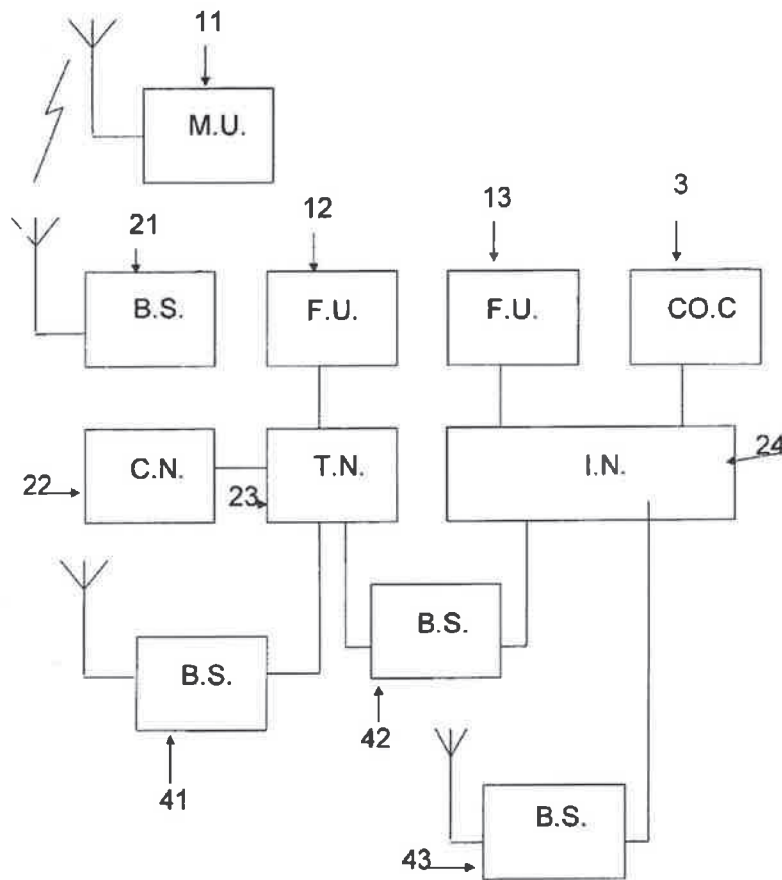 11
M.U.
21
12
13
3
B.S.
F.U.
F.U.
CO.C
C.N.
T.N.
I.N.
24
22
23
B.S.
B.S.
42
41
B.S.
43